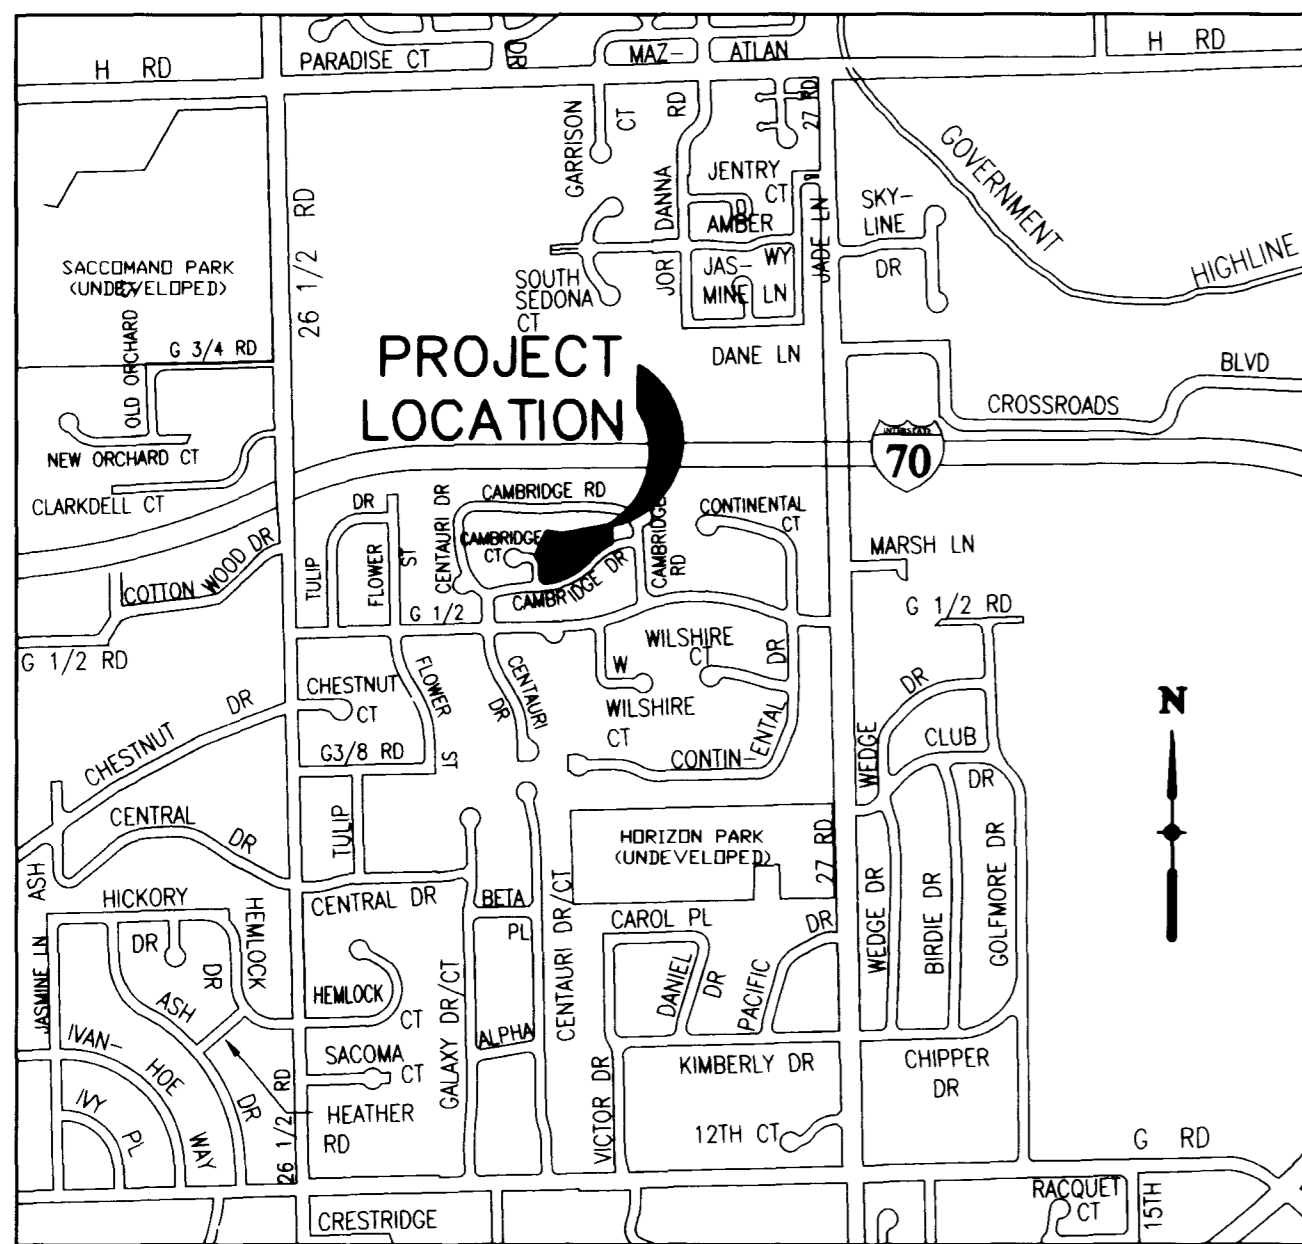 H RD
PARADISE CT
DR
MAZ-
ATLAN
H RD
GARRISON
CT
RD
27 RD
GOVERNMENT
HIGHLINE
JENTRY
CT
JOR
DANNA
AMBER
WY
JAS-
MINE LN
JADE LN
SKY-
LINE
DR
26 1/2 RD
SACCOMANO PARK
(UNDEVELOPED)
SOUTH
SEDONA
CT
G 3/4 RD
OLD ORCHARD
PROJECT
LOCATION
DANE LN
BLVD
CROSSROADS
NEW ORCHARD CT
CLARKDELL CT
INTERSTATE
70
DR
CENTAURI DR
CAMBRIDGE RD
CONTINENTAL
CT
CAMBRIDGE
CT
CAMBRIDGE
RD
CAMBRIDGE DR
MARSH LN
COTTON WOOD DR
TULIP
FLOWER
ST
G 1/2
G 1/2 RD
G 1/2 RD
WILSHIRE
CT
DR
W
WILSHIRE
CT
CHESTNUT
CT
CHESTNUT DR
FLOWER
ST
CENTAURI
DR
G3/8 RD
CONTIN-
ENTAL
N
WEDGE
DR
CLUB
DR
CENTRAL
DR
TULIP
HORIZON PARK
(UNDEVELOPED)
27 RD
ASH
HICKORY
DR
HEMLOCK
DR
CENTRAL DR
BETA
PL
CENTAURI DR/CT
CAROL PL
DR
WEDGE DR
BIRDIE DR
GOLFMORE DR
JASMINE LN
ASH
DR
HEMLOCK
CT
GALAXY DR/CT
DANIEL
DR
PACIFIC
IVAN-
HOE
WAY
IVY
PL
SACOMA
CT
ALPHA
KIMBERLY DR
CHIPPER
DR
26 1/2 RD
HEATHER
RD
VICTOR DR
12TH CT
G RD
CRESTRIDGE
RACQUET
CT
15TH